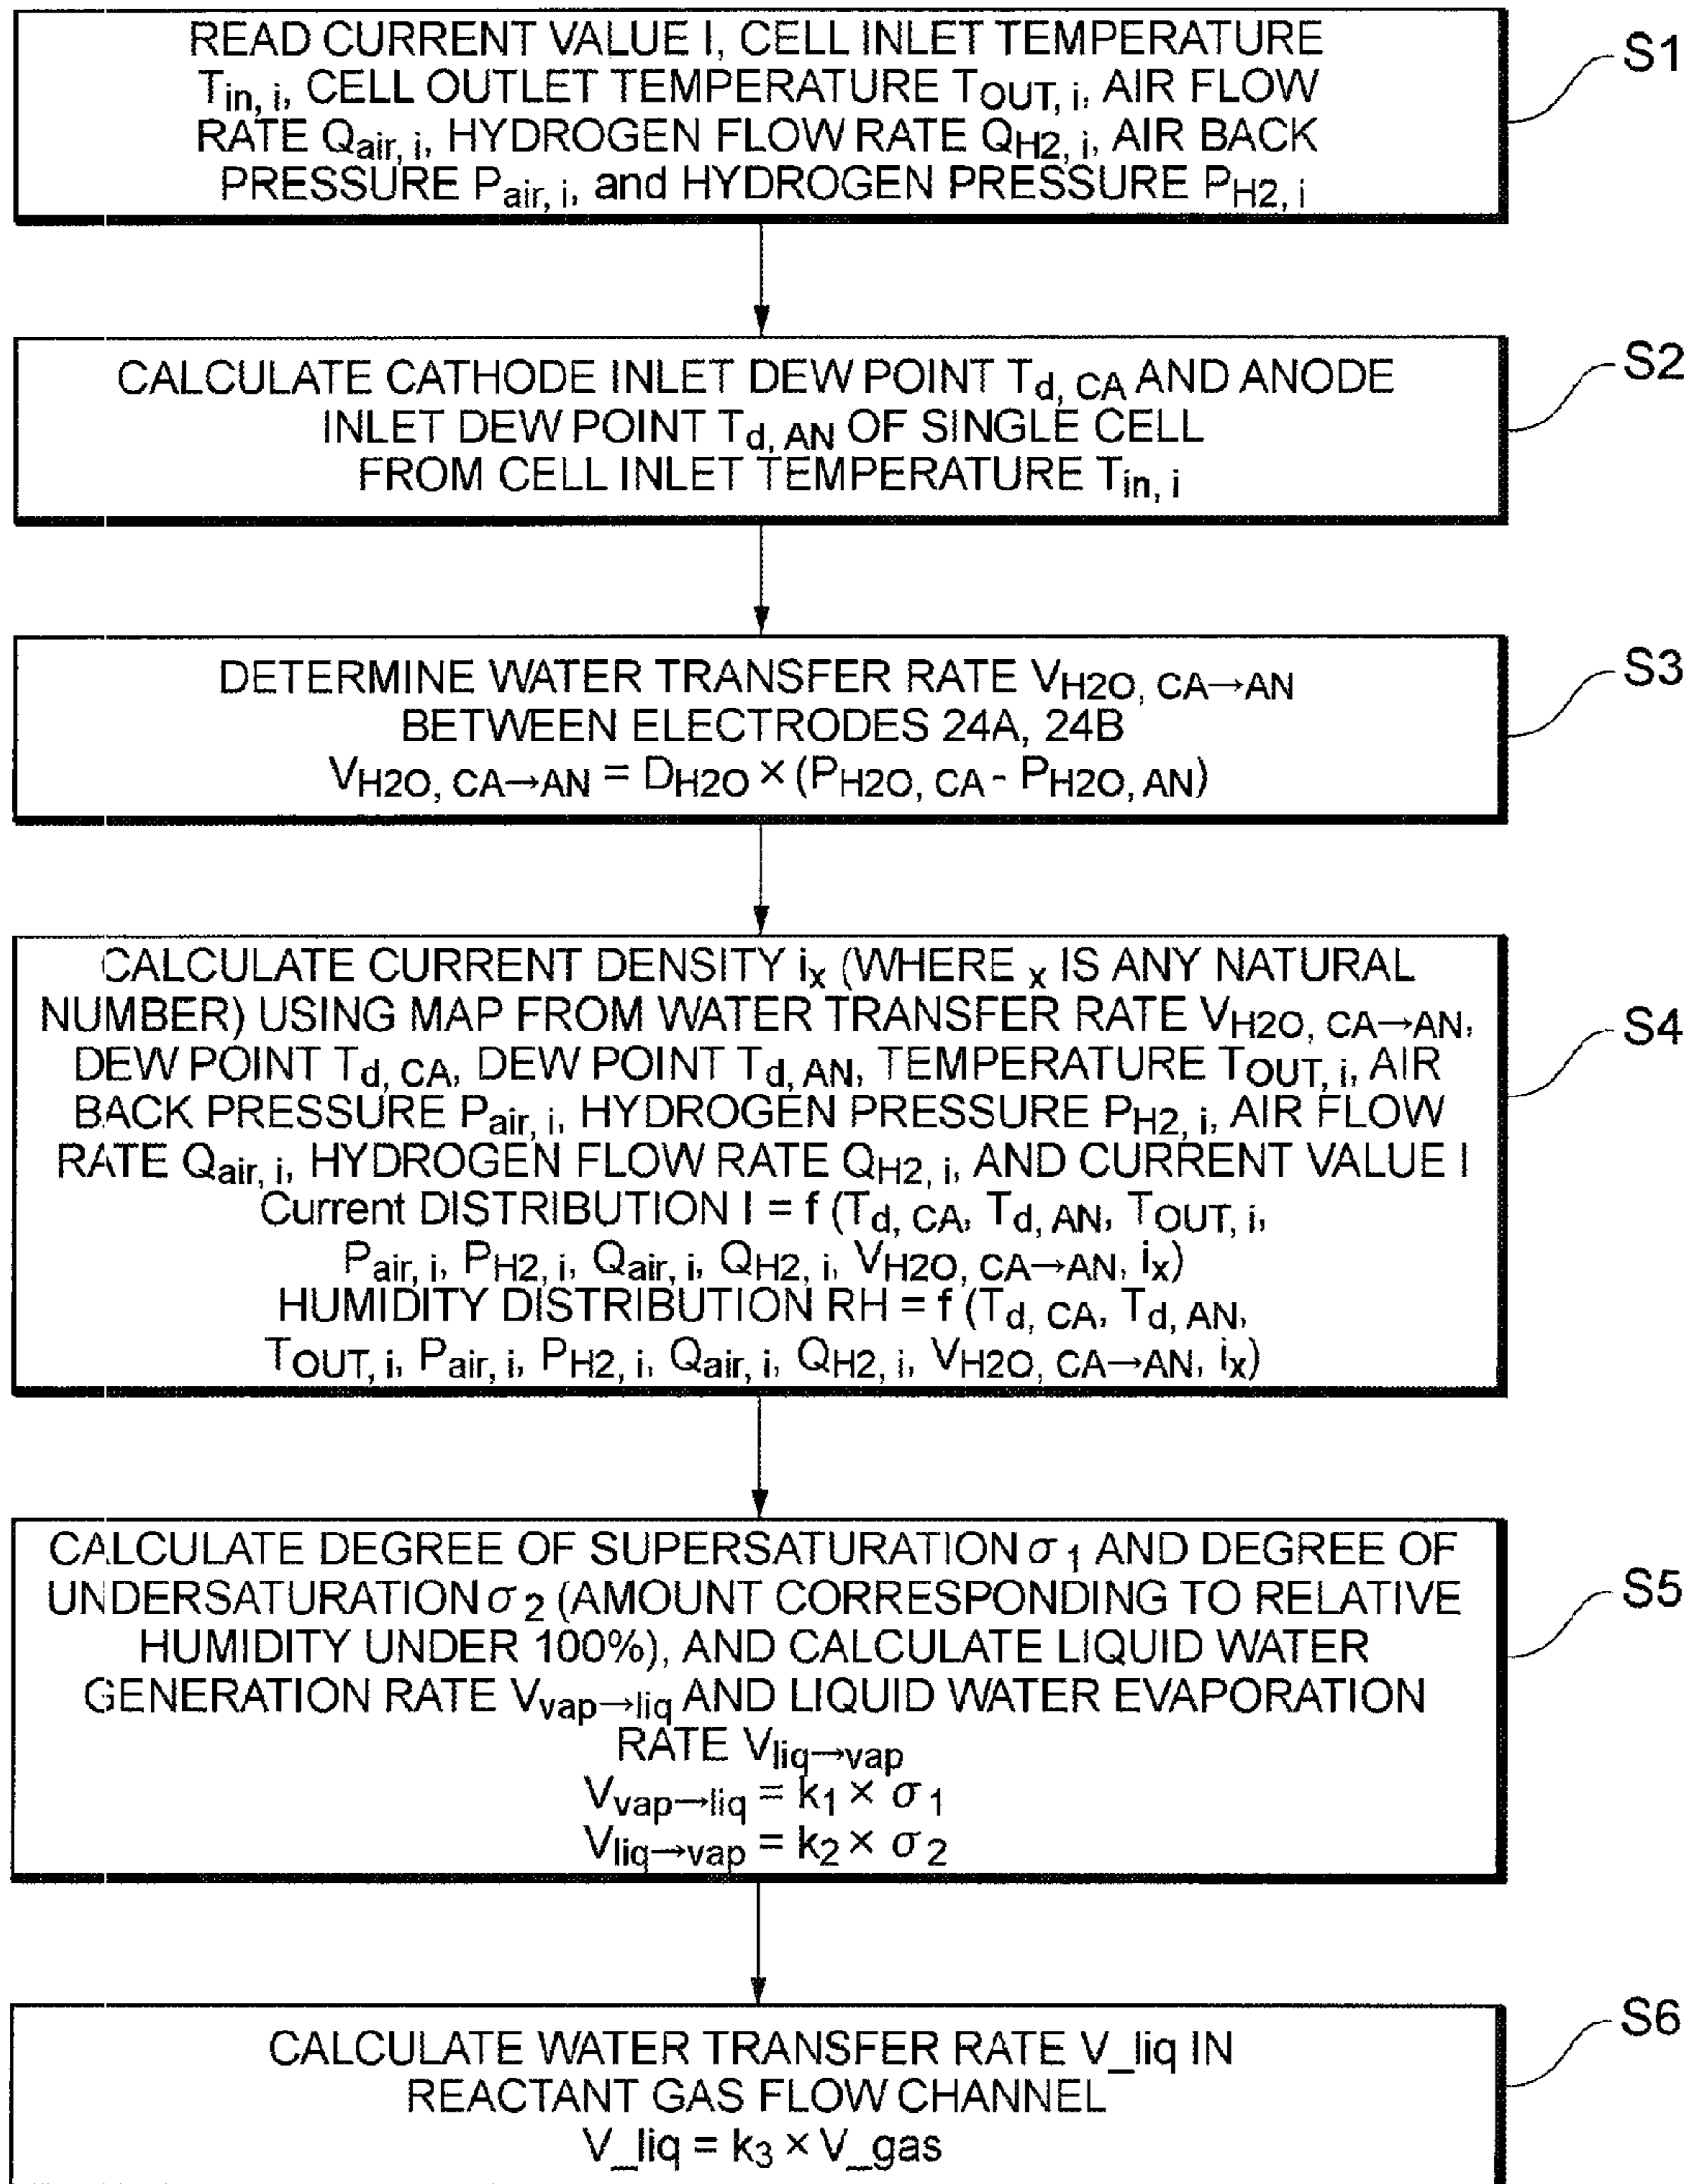 READ CURRENT VALUE I, CELL INLET TEMPERATURE
Tin, i, CELL OUTLET TEMPERATURE TOUT, i, AIR FLOW
RATE Qair, i, HYDROGEN FLOW RATE QH2, i, AIR BACK
PRESSURE Pair, i, and HYDROGEN PRESSURE PH2, i
S1
CALCULATE CATHODE INLET DEW POINT Td, CA AND ANODE
INLET DEW POINT Td, AN OF SINGLE CELL
FROM CELL INLET TEMPERATURE Tin, i
S2
DETERMINE WATER TRANSFER RATE VH2O, CA→AN
BETWEEN ELECTRODES 24A, 24B
VH2O, CA→AN = DH2O × (PH2O, CA - PH2O, AN)
S3
CALCULATE CURRENT DENSITY ix (WHERE x IS ANY NATURAL
NUMBER) USING MAP FROM WATER TRANSFER RATE VH2O, CA→AN,
DEW POINT Td, CA, DEW POINT Td, AN, TEMPERATURE TOUT, i, AIR
BACK PRESSURE Pair, i, HYDROGEN PRESSURE PH2, i, AIR FLOW
RATE Qair, i, HYDROGEN FLOW RATE QH2, i, AND CURRENT VALUE I
Current DISTRIBUTION I = f (Td, CA, Td, AN, TOUT, i,
Pair, i, PH2, i, Qair, i, QH2, i, VH2O, CA→AN, ix)
HUMIDITY DISTRIBUTION RH = f (Td, CA, Td, AN,
TOUT, i, Pair, i, PH2, i, Qair, i, QH2, i, VH2O, CA→AN, ix)
S4
CALCULATE DEGREE OF SUPERSATURATION σ1 AND DEGREE OF
UNDERSATURATION σ2 (AMOUNT CORRESPONDING TO RELATIVE
HUMIDITY UNDER 100%), AND CALCULATE LIQUID WATER
GENERATION RATE Vvap→liq AND LIQUID WATER EVAPORATION
RATE Vliq→vap
Vvap→liq = k1 × σ1
Vliq→vap = k2 × σ2
S5
CALCULATE WATER TRANSFER RATE V_liq IN
REACTANT GAS FLOW CHANNEL
V_liq = k3 × V_gas
S6